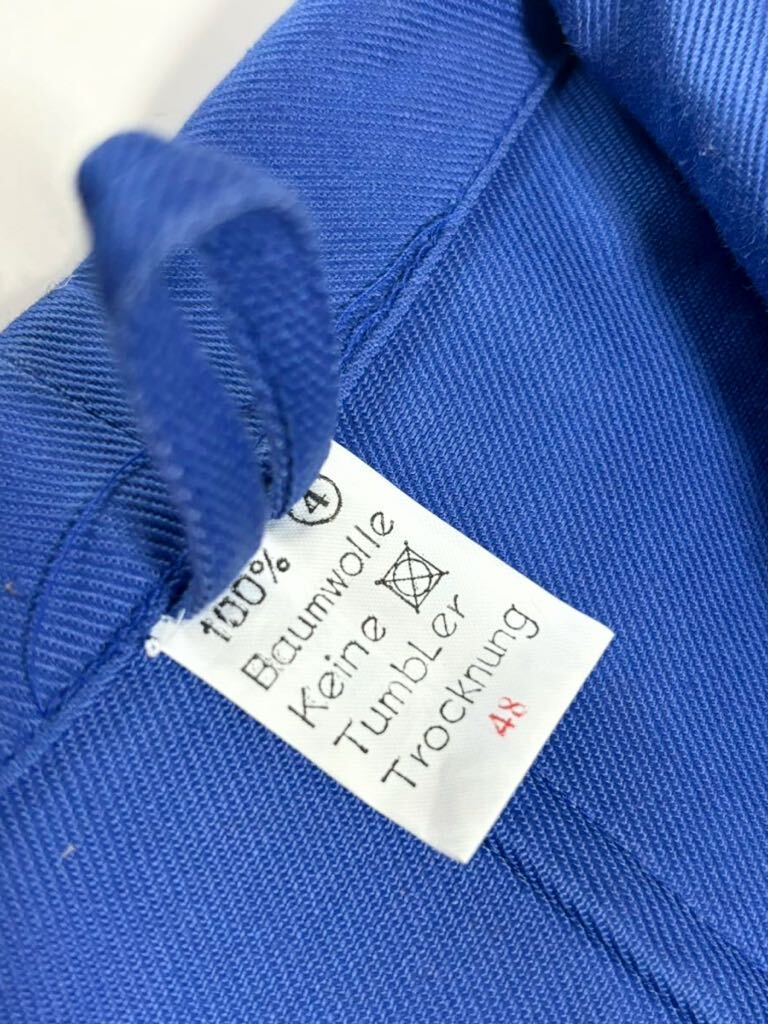 ④
100%
Baumwolle
Keine
TumbLer
Trocknung
48